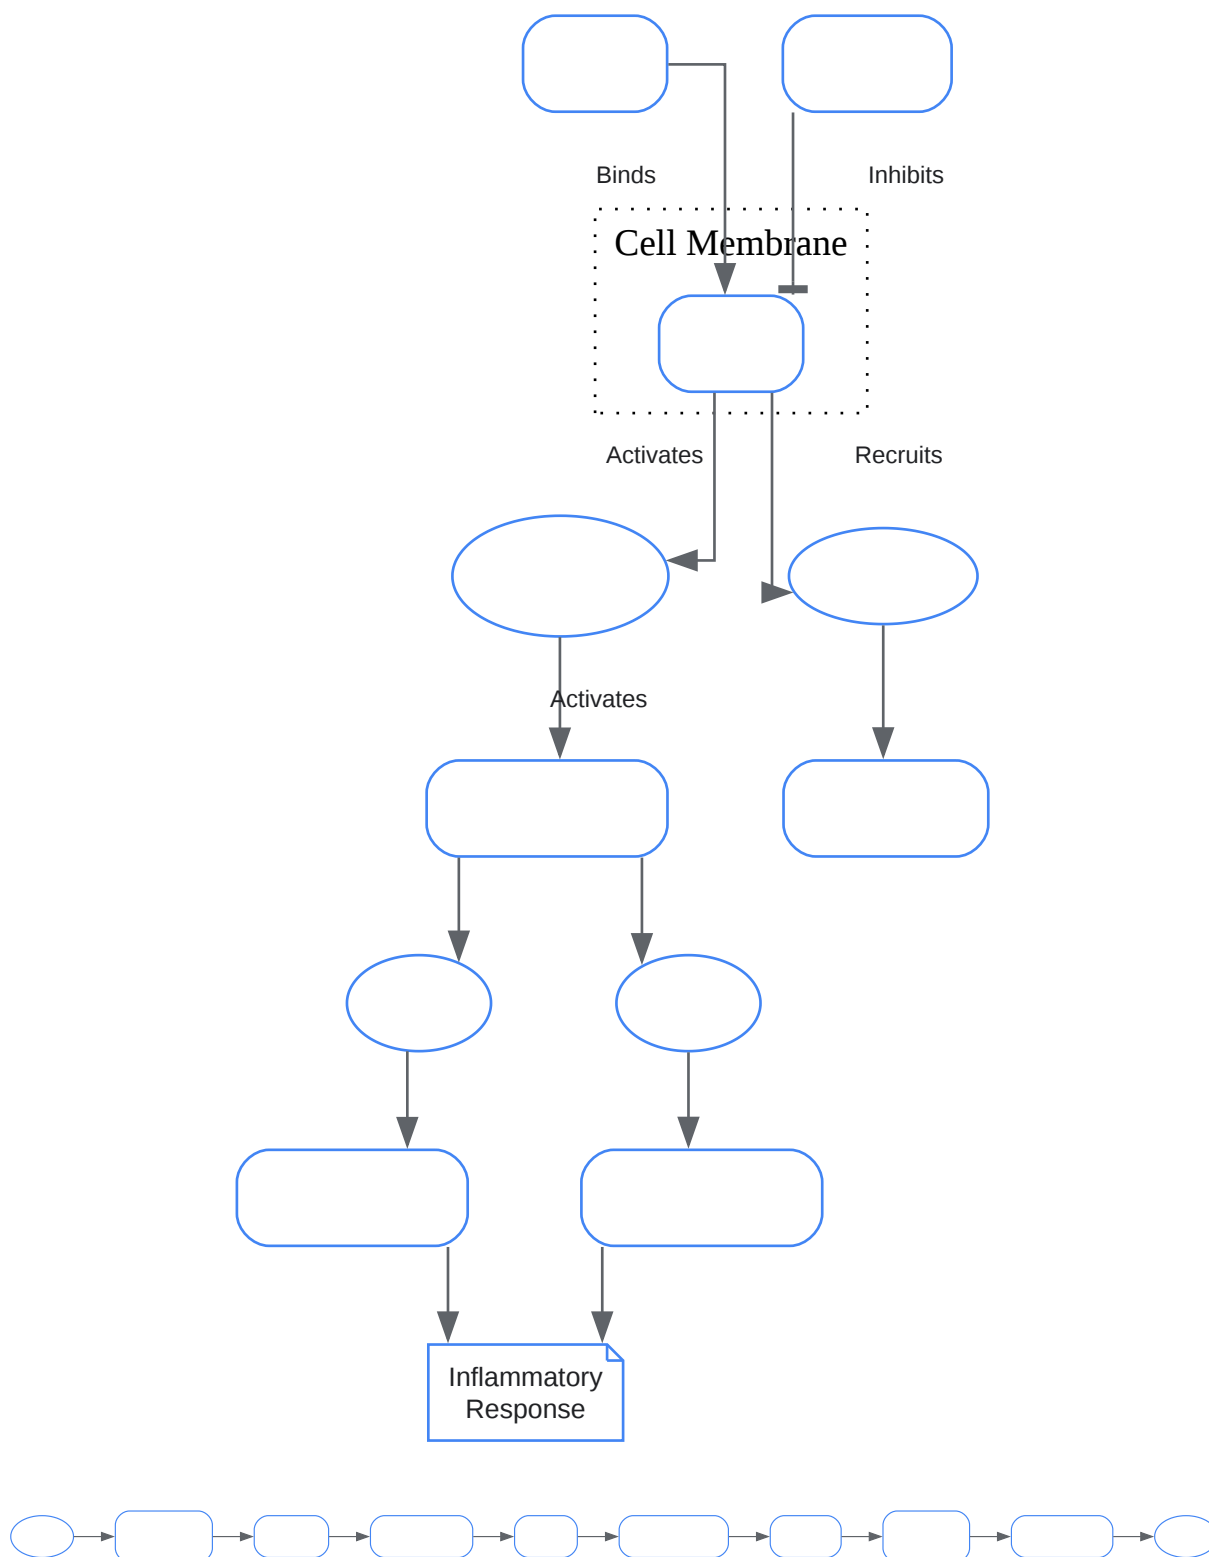 Binds
Inhibits
Cell Membrane
Activates
Recruits
Activates
Inflammatory
Response